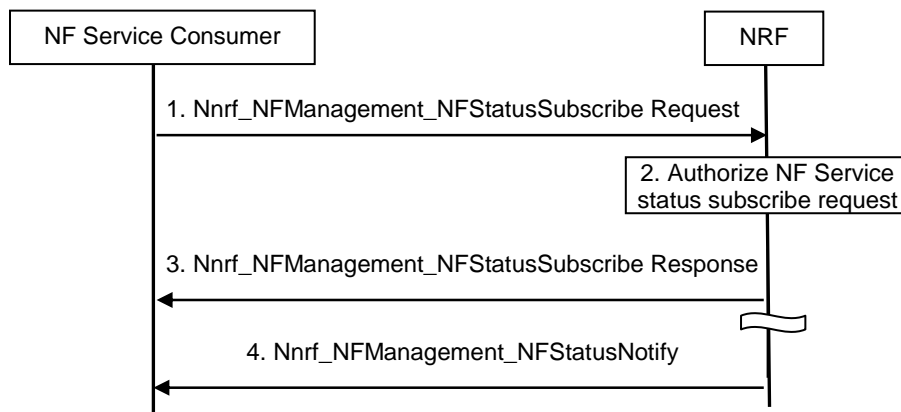 NF Service Consumer
NRF
1. Nnrf_NFManagement_NFStatusSubscribe Request
2. Authorize NF Service
status subscribe request
3. Nnrf_NFManagement_NFStatusSubscribe Response
4. Nnrf_NFManagement_NFStatusNotify